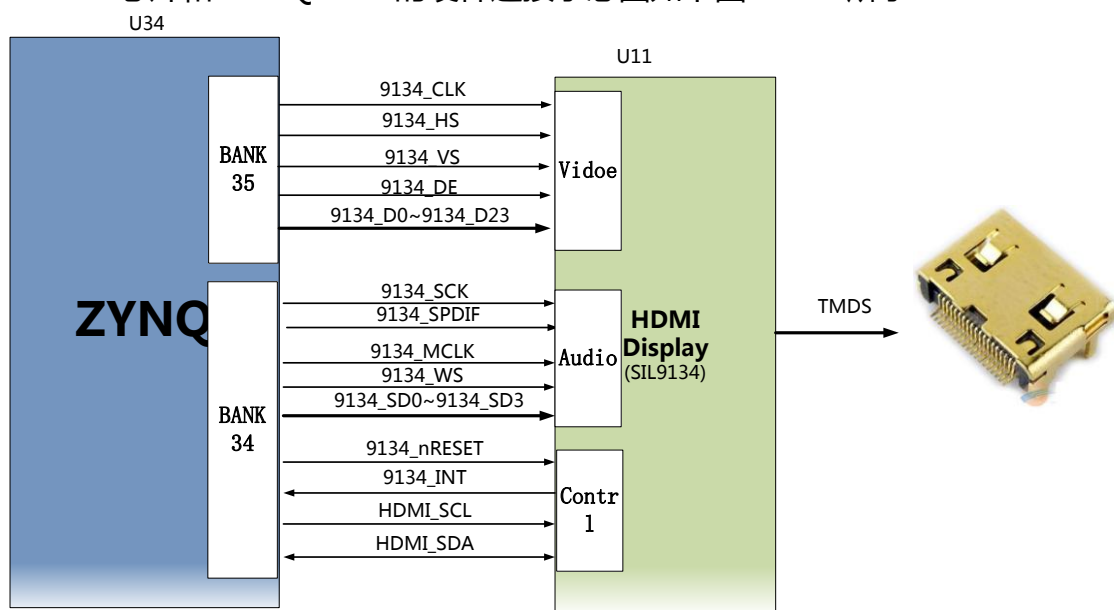 U34
U11
BANK
35
9134_CLK
9134_HS
9134_VS
9134_DE
9134_D0~9134_D23
Vidoe
ZYNQ
BANK
34
9134_SCK
9134_SPDIF
9134_MCLK
9134_WS
9134_SD0~9134_SD3
Audio
HDMI
Display
(SIL9134)
TMDS
9134_nRESET
9134_INT
HDMI_SCL
HDMI_SDA
Contr
l